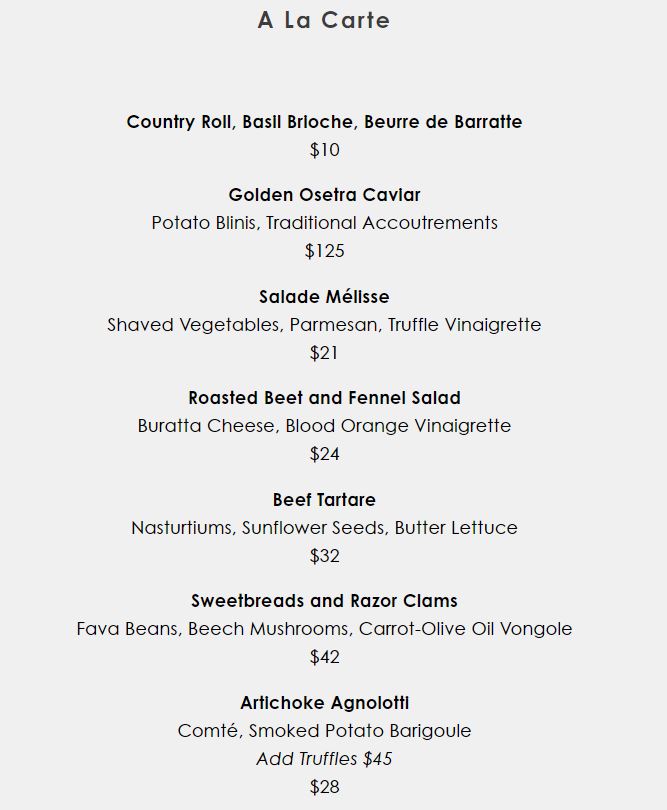 A La Carte
Country Roll, Basil Brioche, Beurre de Barratte
$10
Golden Osetra Caviar
Potato Blinis, Traditional Accoutrements
$125
Salade Mélisse
Shaved Vegetables, Parmesan, Truffle Vinaigrette
$21
Roasted Beet and Fennel Salad
Buratta Cheese, Blood Orange Vinaigrette
$24
Beef Tartare
Nasturtiums, Sunflower Seeds, Butter Lettuce
$32
Sweetbreads and Razor Clams
Fava Beans, Beech Mushrooms, Carrot-Olive Oil Vongole
$42
Artichoke Agnolotti
Comté, Smoked Potato Barigoule
Add Truffles $45
$28